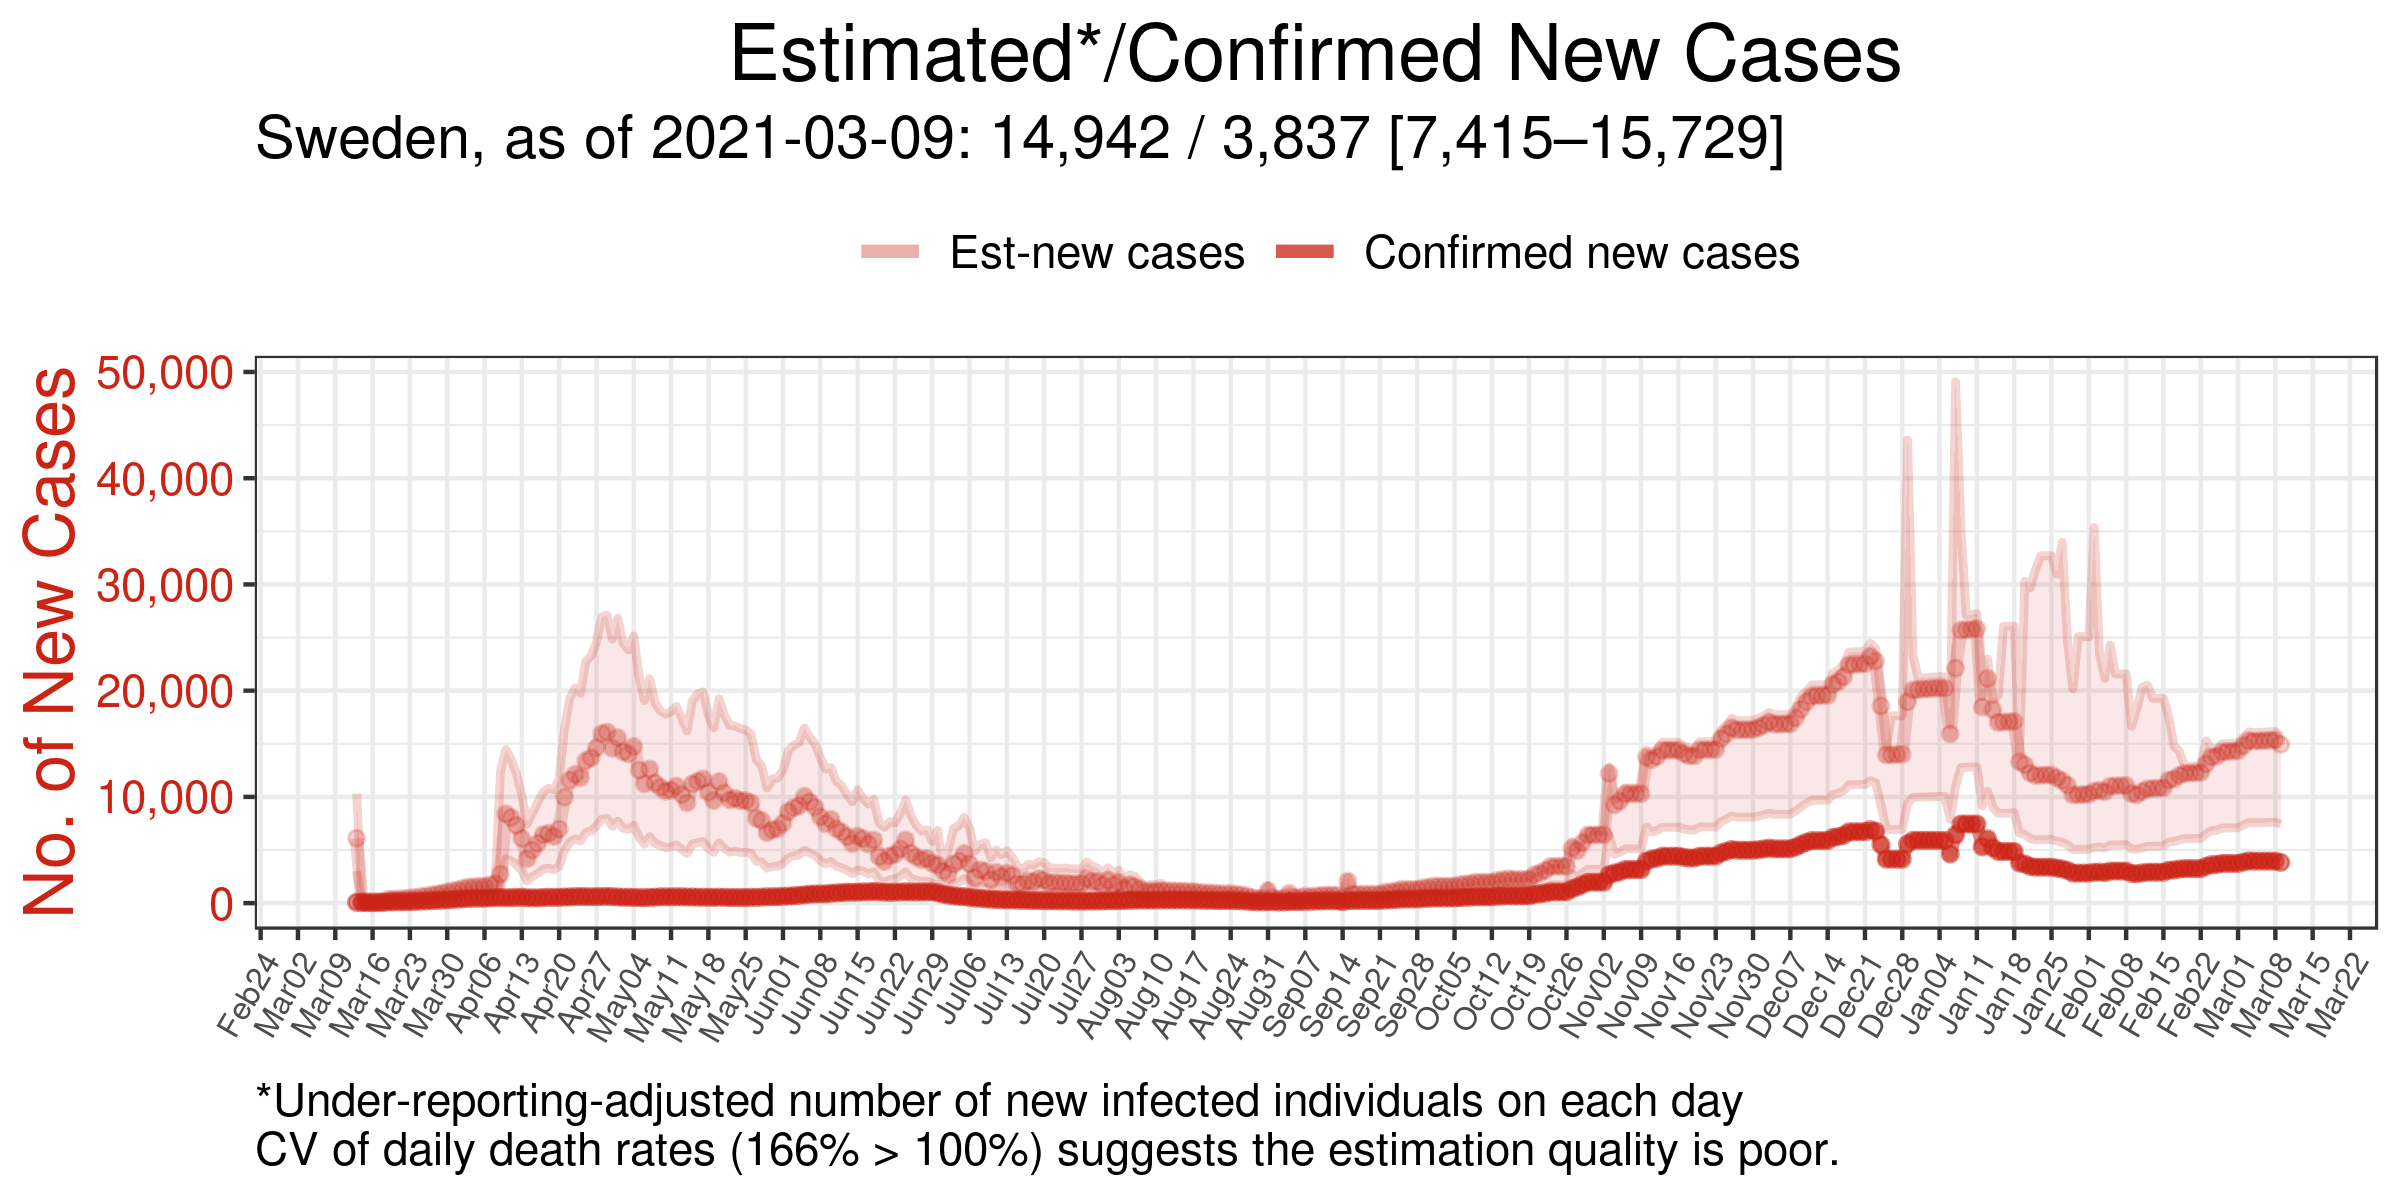 Estimated*/Confirmed New Cases
Sweden, as of 2021-03-09: 14,942 / 3,837 [7,415–15,729]
Est-new cases Confirmed new cases
No. of New Cases
50,000
40,000
30,000
20,000
10,000
0
Feb24 Mar02 Mar09 Mar16 Mar23 Mar30 Apr06 Apr13 Apr20 Apr27 May04 May11 May18 May25 Jun01 Jun08 Jun15 Jun22 Jun29 Jul06 Jul13 Jul20 Jul27 Aug03 Aug10 Aug17 Aug24 Aug31 Sep07 Sep14 Sep21 Sep28 Oct05 Oct12 Oct19 Oct26 Nov02 Nov09 Nov16 Nov23 Nov30 Dec07 Dec14 Dec21 Dec28 Jan04 Jan11 Jan18 Jan25 Feb01 Feb08 Feb15 Feb22 Mar01 Mar08 Mar15 Mar22
*Under-reporting-adjusted number of new infected individuals on each day
CV of daily death rates (166% > 100%) suggests the estimation quality is poor.